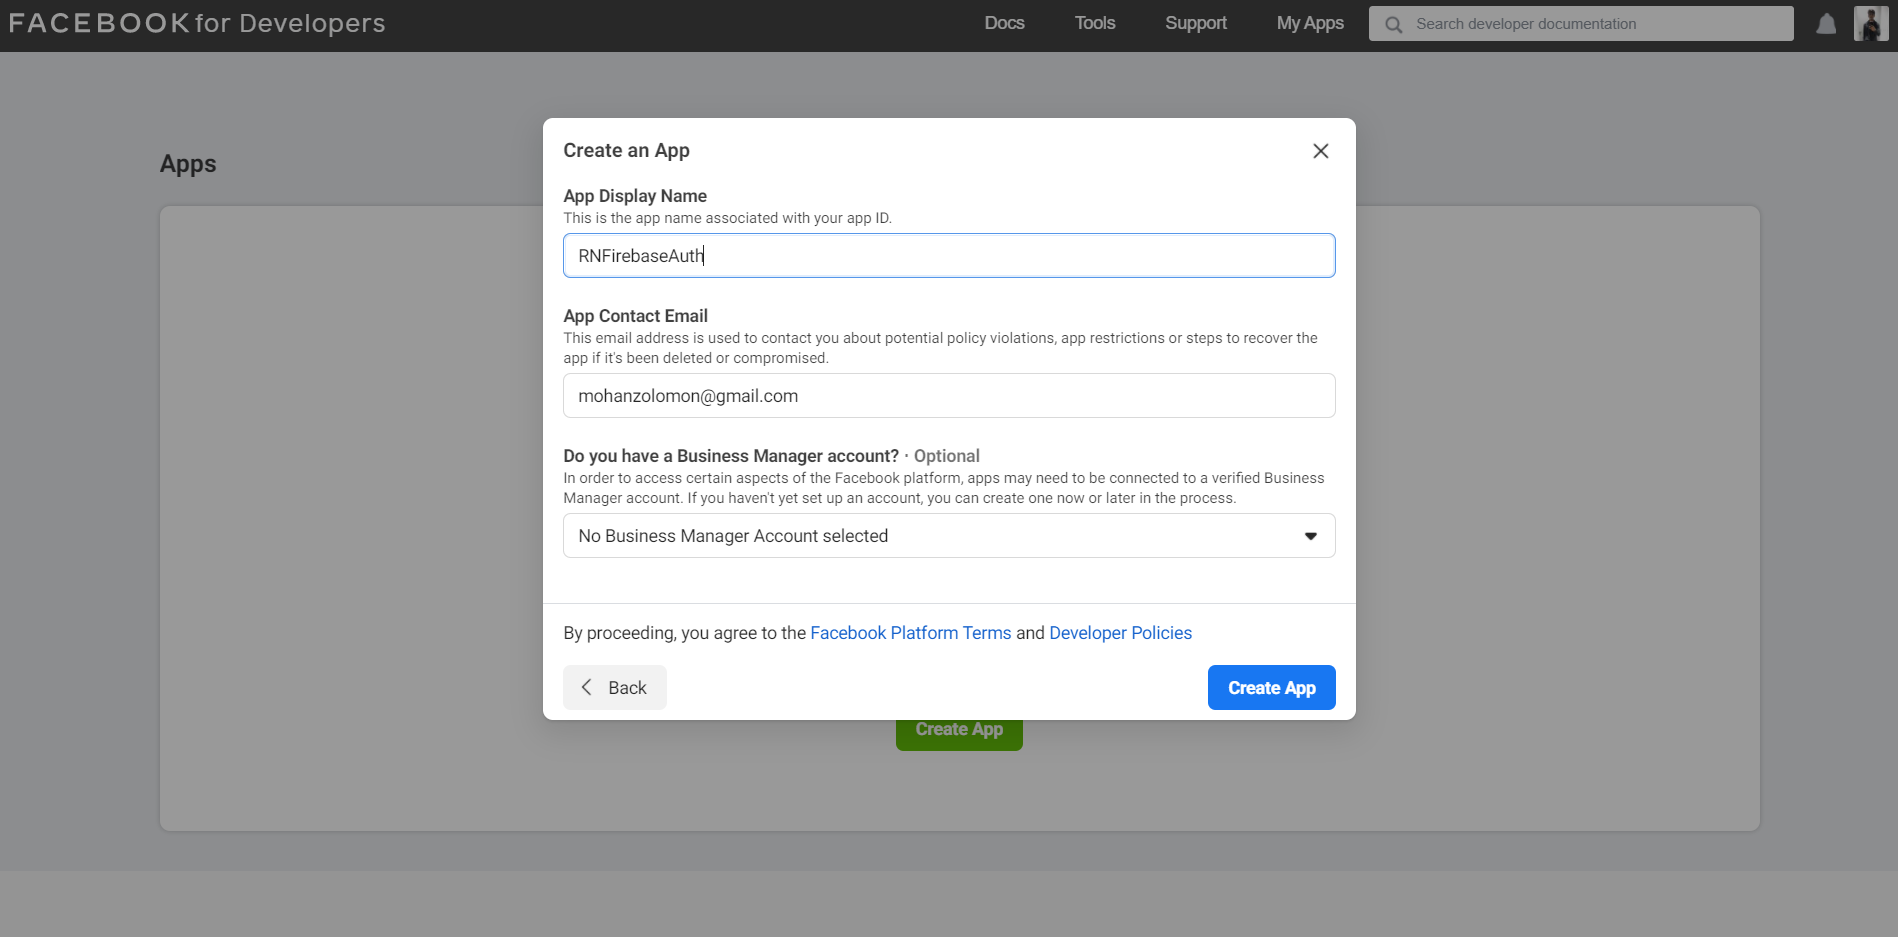 FACEBOOK for Developers
Docs
Tools
Support
My Apps
Search developer documentation
Apps
Create an App
App Display Name
This is the app name associated with your app ID.
RNFirebaseAuth
App Contact Email
This email address is used to contact you about potential policy violations, app restrictions or steps to recover the
app if it's been deleted or compromised.
mohanzolomon@gmail.com
Do you have a Business Manager account? · Optional
In order to access certain aspects of the Facebook platform, apps may need to be connected to a verified Business
Manager account. If you haven't yet set up an account, you can create one now or later in the process.
No Business Manager Account selected
By proceeding, you agree to the Facebook Platform Terms and Developer Policies
Back
Create App
Create App